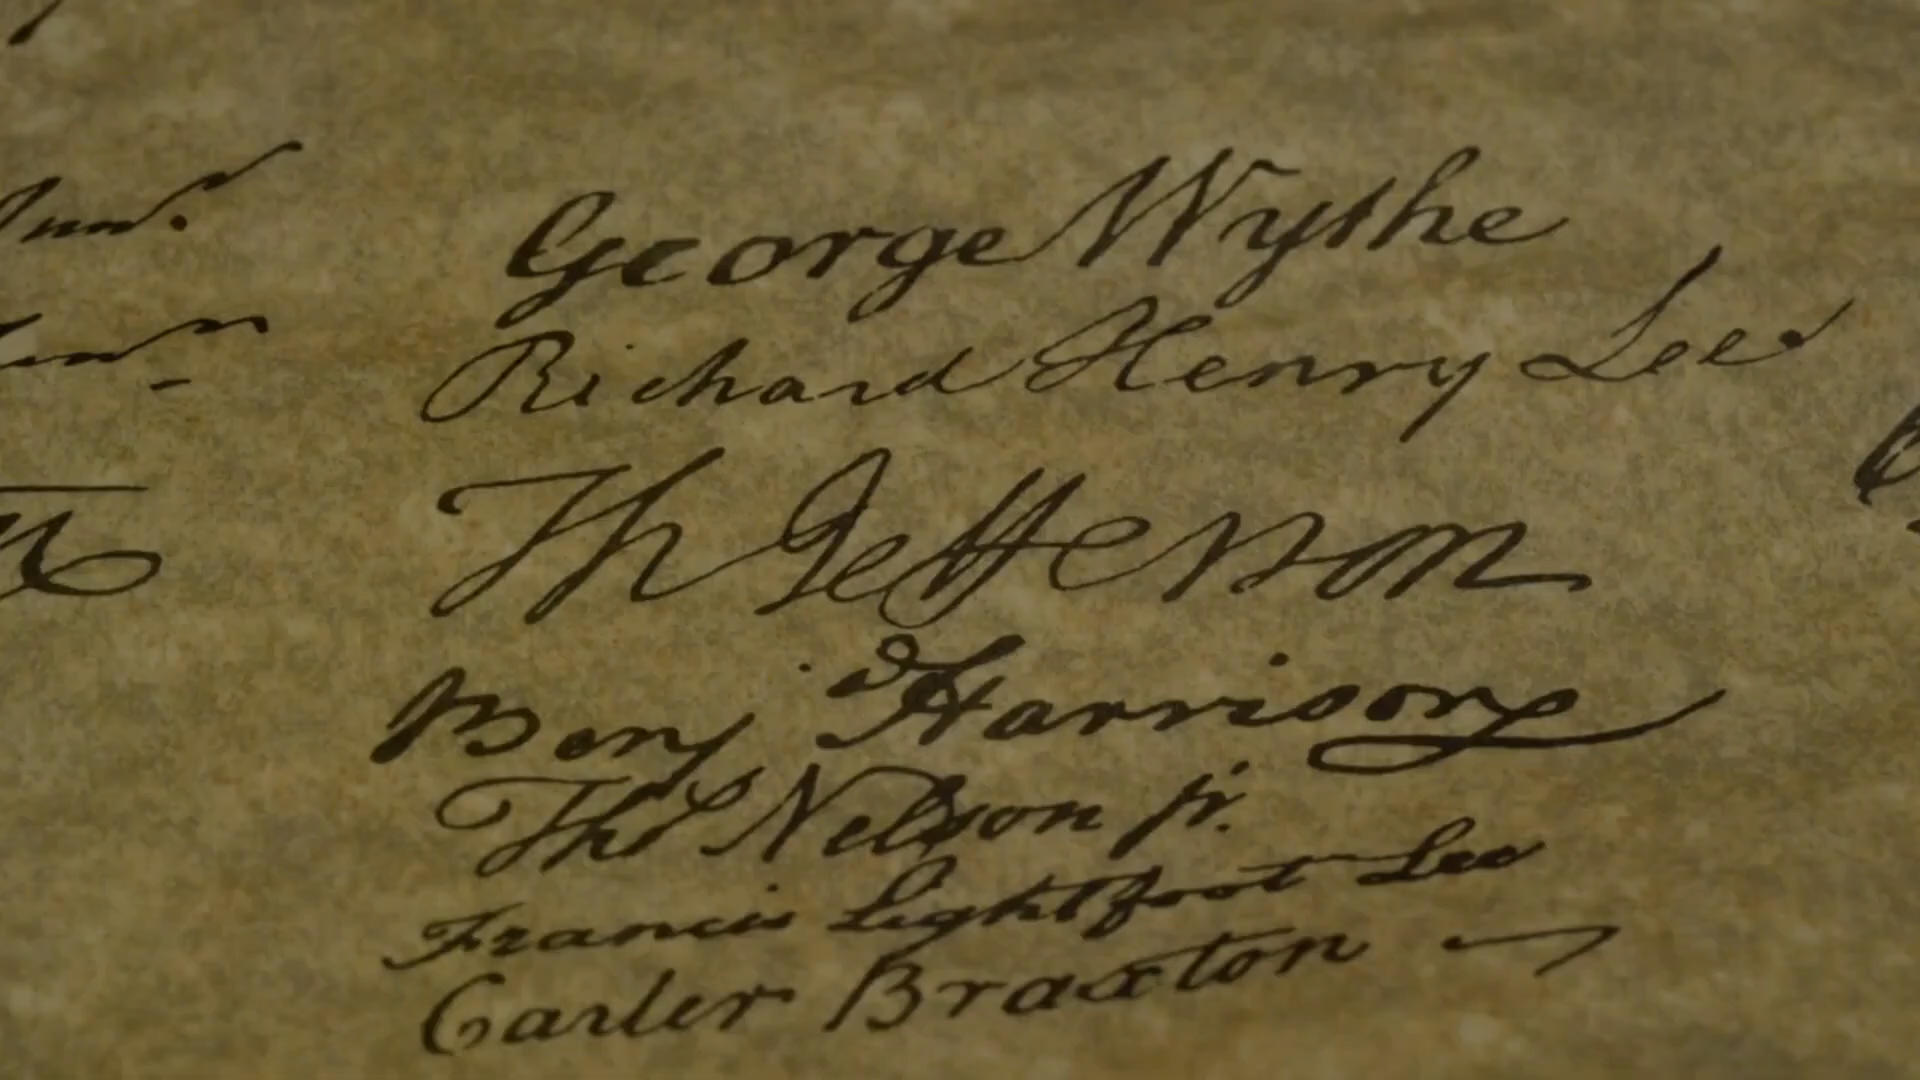 George Wythe
Richard Henry Lee
Th Jefferson
Benj Harrison
Thos Nelson jr.
Francis Lightfoot Lee
Carter Braxton